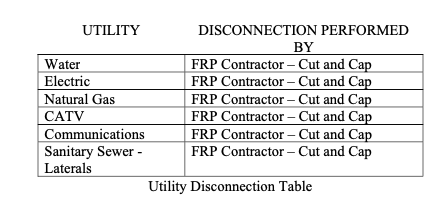 UTILITY DISCONNECTION PERFORMED
BY
Water FRP Contractor – Cut and Cap
Electric FRP Contractor – Cut and Cap
Natural Gas FRP Contractor – Cut and Cap
CATV FRP Contractor – Cut and Cap
Communications FRP Contractor – Cut and Cap
Sanitary Sewer - FRP Contractor – Cut and Cap
Laterals
Utility Disconnection Table